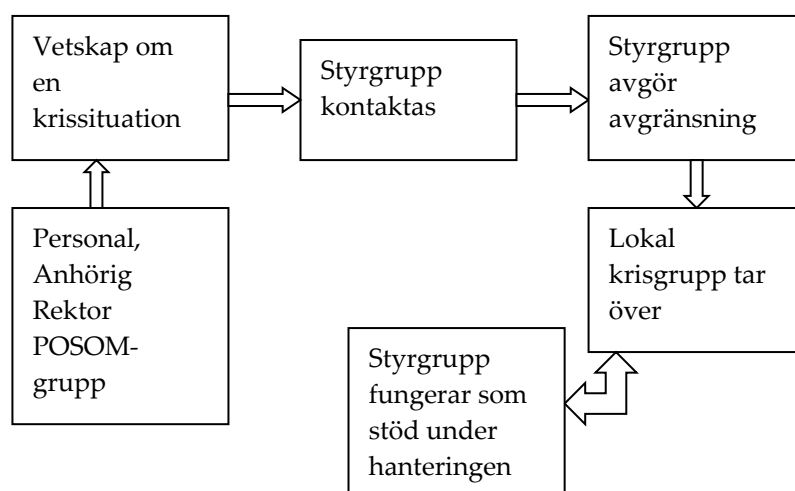 Vetskap om
en
krissituation
Styrgrupp
kontaktas
Styrgrupp
avgör
avgränsning
Personal,
Anhörig
Rektor
POSOM-
grupp
Lokal
krisgrupp tar
över
Styrgrupp
fungerar som
stöd under
hanteringen